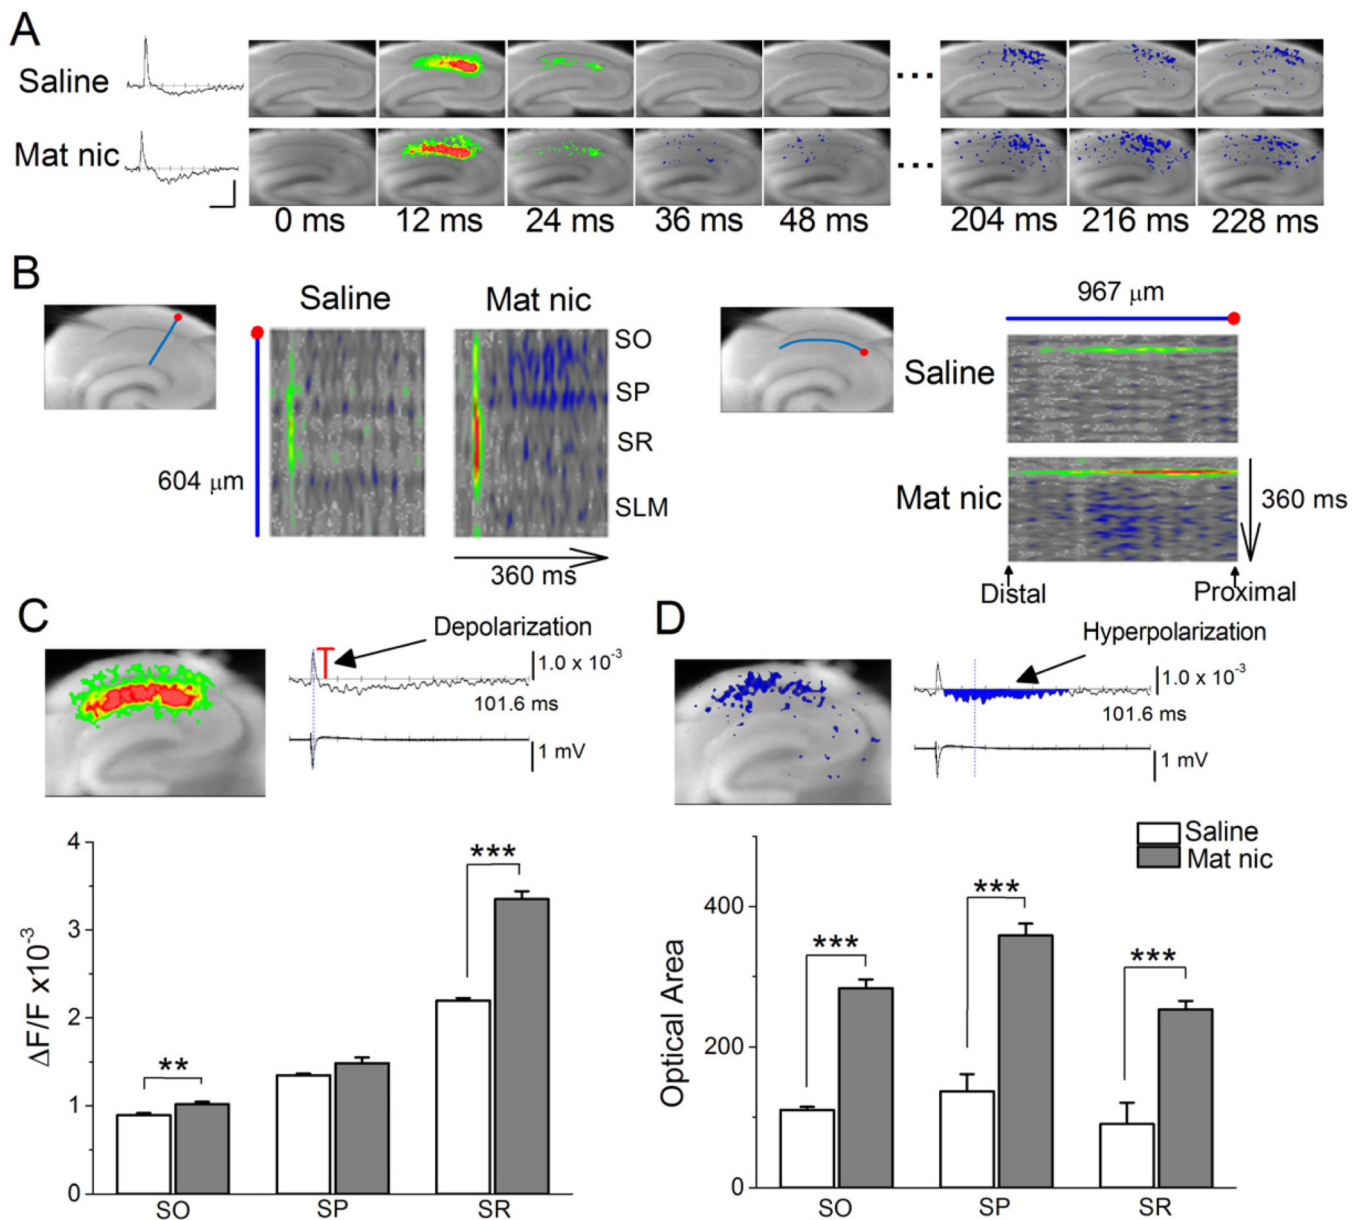 A
Saline
Mat nic
...
...
0 ms 12 ms 24 ms 36 ms 48 ms 204 ms 216 ms 228 ms
B
Saline Mat nic
604 μm
SO
SP
SR
SLM
360 ms
967 μm
Saline
Mat nic
360 ms
Distal Proximal
C
Depolarization
1.0 x 10⁻³
101.6 ms
1 mV
ΔF/F x10⁻³
4
3
2
1
0
** ***
SO SP SR
D
Hyperpolarization
1.0 x 10⁻³
101.6 ms
1 mV
Saline
Mat nic
Optical Area
400
200
0
*** *** ***
SO SP SR